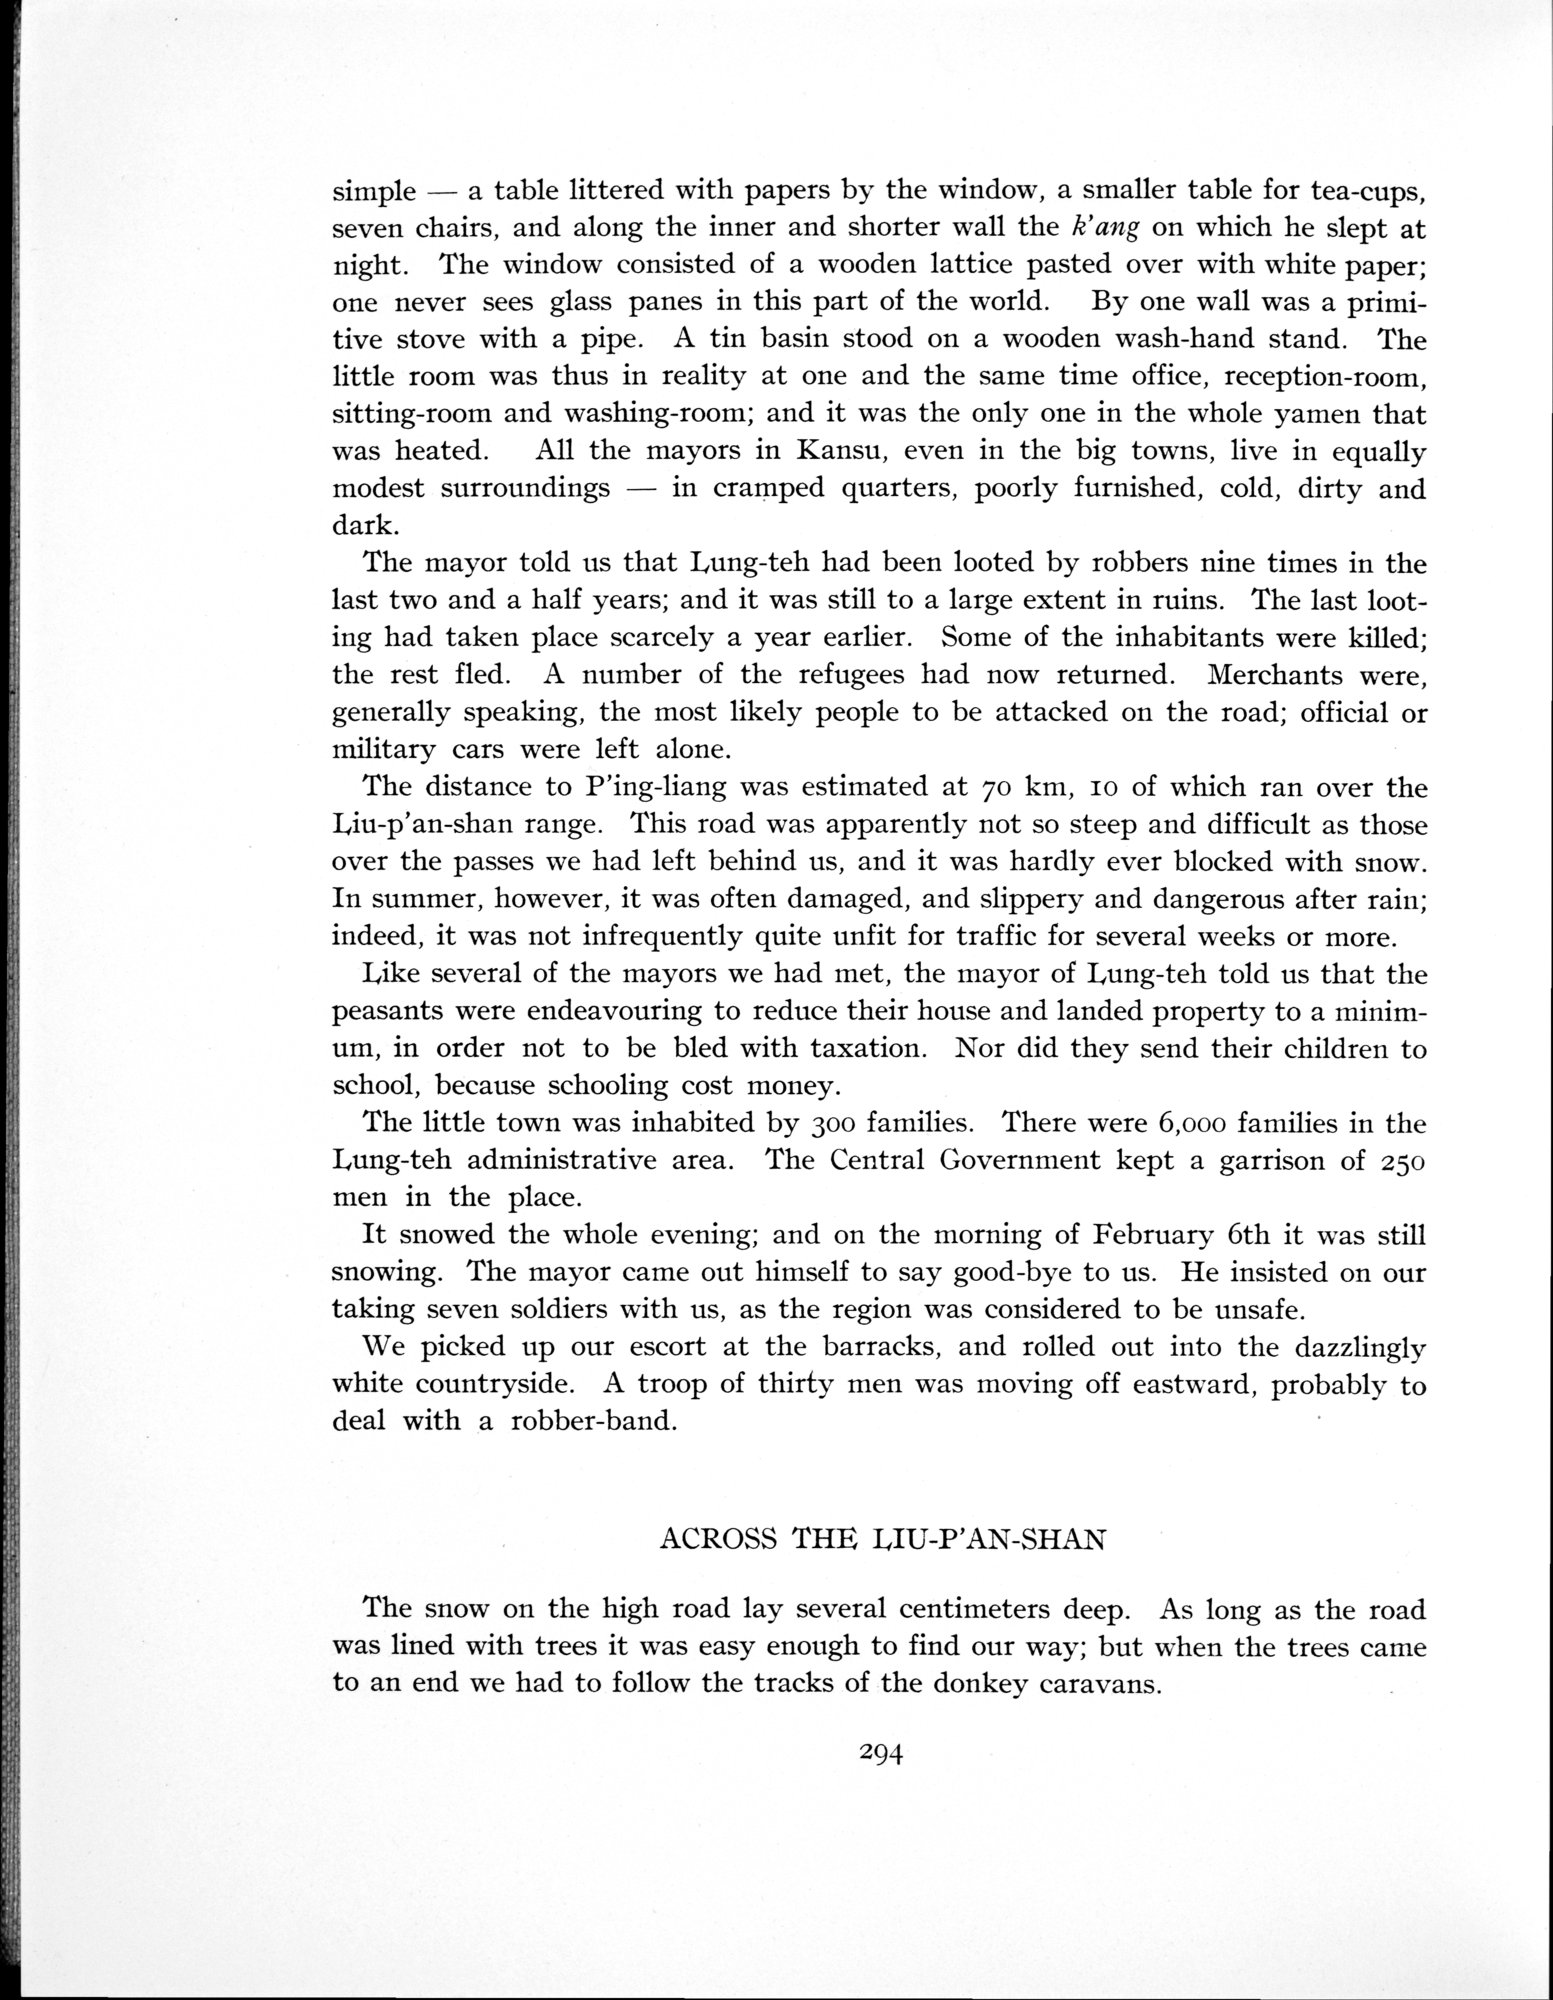 simple — a table littered with papers by the window, a smaller table for tea-cups,
seven chairs, and along the inner and shorter wall the k’ang on which he slept at
night. The window consisted of a wooden lattice pasted over with white paper;
one never sees glass panes in this part of the world. By one wall was a primi-
tive stove with a pipe. A tin basin stood on a wooden wash-hand stand. The
little room was thus in reality at one and the same time office, reception-room,
sitting-room and washing-room; and it was the only one in the whole yamen that
was heated. All the mayors in Kansu, even in the big towns, live in equally
modest surroundings — in cramped quarters, poorly furnished, cold, dirty and
dark.
The mayor told us that Lung-teh had been looted by robbers nine times in the
last two and a half years; and it was still to a large extent in ruins. The last loot-
ing had taken place scarcely a year earlier. Some of the inhabitants were killed;
the rest fled. A number of the refugees had now returned. Merchants were,
generally speaking, the most likely people to be attacked on the road; official or
military cars were left alone.
The distance to P’ing-liang was estimated at 70 km, 10 of which ran over the
Liu-p’an-shan range. This road was apparently not so steep and difficult as those
over the passes we had left behind us, and it was hardly ever blocked with snow.
In summer, however, it was often damaged, and slippery and dangerous after rain;
indeed, it was not infrequently quite unfit for traffic for several weeks or more.
Like several of the mayors we had met, the mayor of Lung-teh told us that the
peasants were endeavouring to reduce their house and landed property to a minim-
um, in order not to be bled with taxation. Nor did they send their children to
school, because schooling cost money.
The little town was inhabited by 300 families. There were 6,000 families in the
Lung-teh administrative area. The Central Government kept a garrison of 250
men in the place.
It snowed the whole evening; and on the morning of February 6th it was still
snowing. The mayor came out himself to say good-bye to us. He insisted on our
taking seven soldiers with us, as the region was considered to be unsafe.
We picked up our escort at the barracks, and rolled out into the dazzlingly
white countryside. A troop of thirty men was moving off eastward, probably to
deal with a robber-band.
ACROSS THE LIU-P’AN-SHAN
The snow on the high road lay several centimeters deep. As long as the road
was lined with trees it was easy enough to find our way; but when the trees came
to an end we had to follow the tracks of the donkey caravans.
294